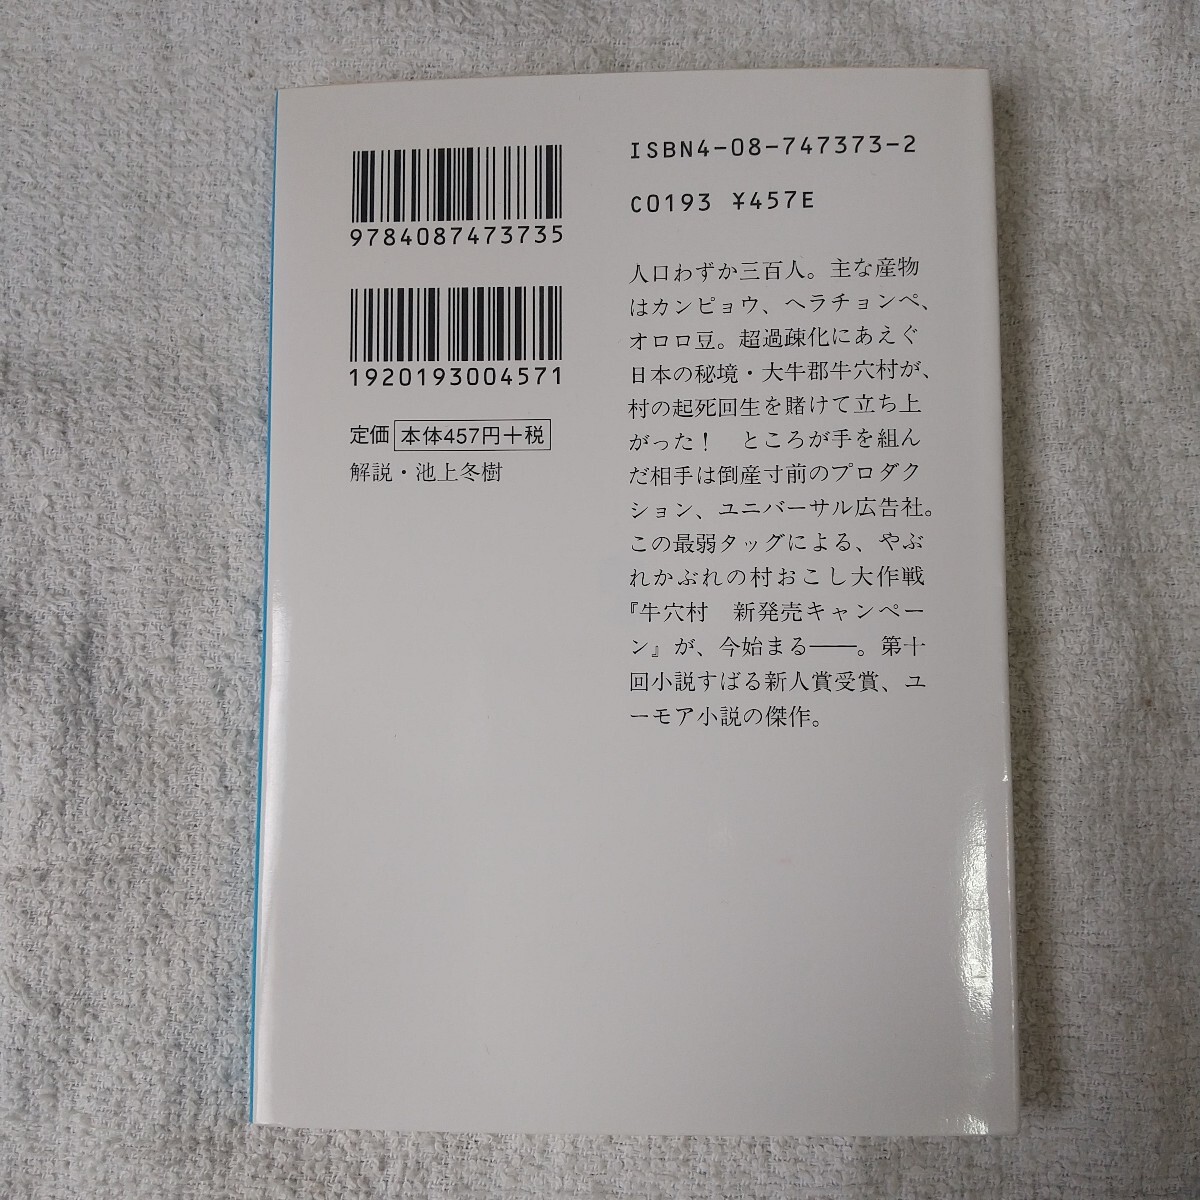 9784087473735
1920193004571
定価 本体457円+税
解説・池上冬樹
ISBN4-08-747373-2
C0193 ¥457E
人口わずか三百人。主な産物
はカンピョウ、ヘラチョンペ、
オロロ豆。超過疎化にあえぐ
日本の秘境・大牛郡牛穴村が、
村の起死回生を賭けて立ち上
がった！　ところが手を組ん
だ相手は倒産寸前のプロダク
ション、ユニバーサル広告社。
この最弱タッグによる、やぶ
れかぶれの村おこし大作戦
『牛穴村　新発売キャンペー
ン』が、今始まる――。第十
回小説すばる新人賞受賞、ユ
ーモア小説の傑作。